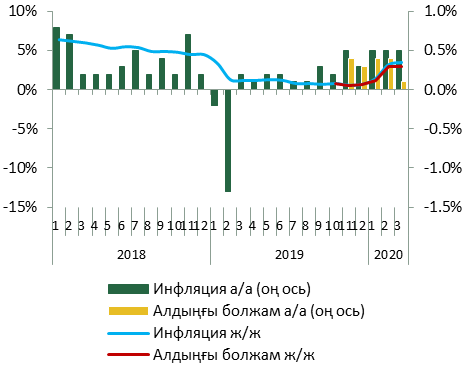 10% 1.0%
5% 0.5%
0% 0.0%
-5% -0.5%
-10% -1.0%
-15% -1.5%
1 2 3 4 5 6 7 8 9 10 11 12 1 2 3 4 5 6 7 8 9 10 11 12 1 2 3
2018 2019 2020
Инфляция а/а (оң ось)
Алдыңғы болжам а/а (оң ось)
Инфляция ж/ж
Алдыңғы болжам ж/ж